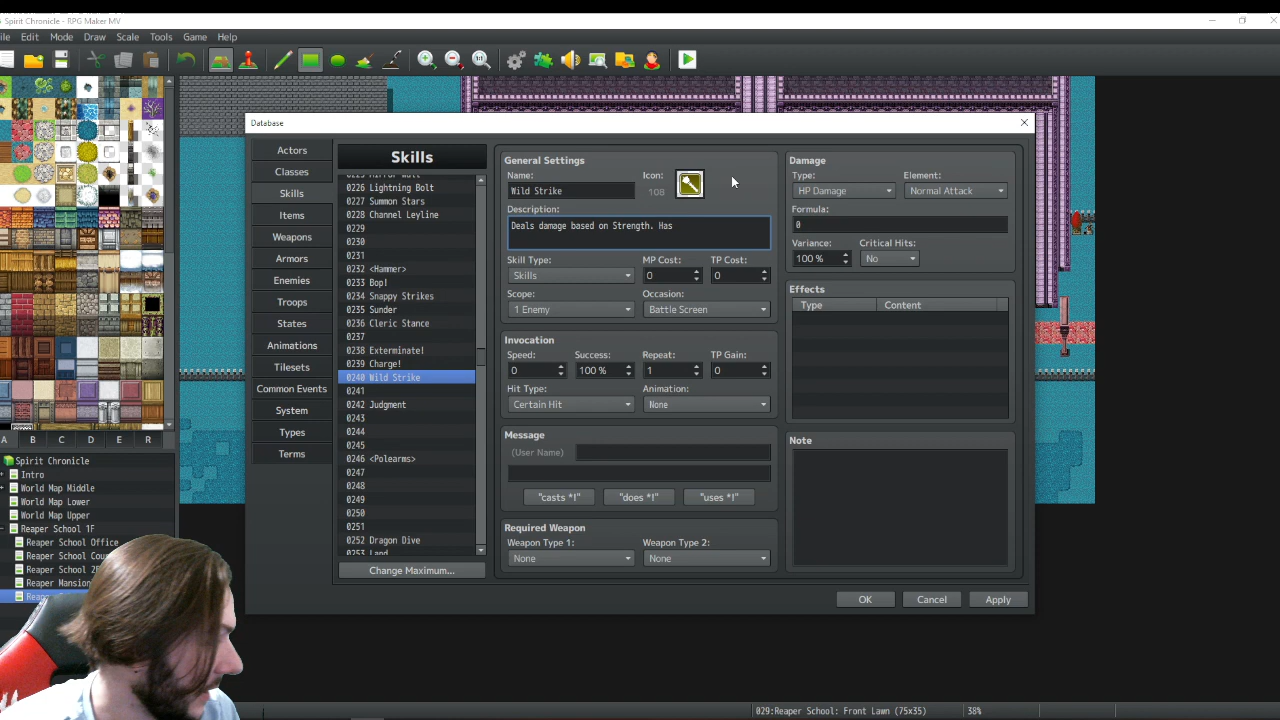 Spirit Chronicle - RPG Maker MV
ile Edit Mode Draw Scale Tools Game Help
Database
Actors
Classes
Skills
Items
Weapons
Armors
Enemies
Troops
States
Animations
Tilesets
Common Events
System
Types
Terms
Skills
0226 Lightning Bolt
0227 Summon Stars
0228 Channel Leyline
0229
0230
0231
0232 <Hammer>
0233 Bop!
0234 Snappy Strikes
0235 Sunder
0236 Cleric Stance
0237
0238 Exterminate!
0239 Charge!
0240 Wild Strike
0241
0242 Judgment
0243
0244
0245
0246 <Polearms>
0247
0248
0249
0250
0251
0252 Dragon Dive
0253 Land
Change Maximum...
General Settings
Name:
Wild Strike
Icon:
108
Description:
Deals damage based on Strength. Has
Skill Type:
Skills
MP Cost:
0
TP Cost:
0
Scope:
1 Enemy
Occasion:
Battle Screen
Invocation
Speed:
0
Success:
100 %
Repeat:
1
TP Gain:
0
Hit Type:
Certain Hit
Animation:
None
Message
(User Name)
"casts *!"
"does *!"
"uses *!"
Required Weapon
Weapon Type 1:
None
Weapon Type 2:
None
Damage
Type:
HP Damage
Element:
Normal Attack
Formula:
0
Variance:
100 %
Critical Hits:
No
Effects
Type Content
Note
OK Cancel Apply
A B C D E R
Spirit Chronicle
Intro
World Map Middle
World Map Lower
World Map Upper
Reaper School 1F
Reaper School Office
Reaper School Cou
Reaper School 2F
Reaper Mansion
029:Reaper School: Front Lawn (75x35) 38%